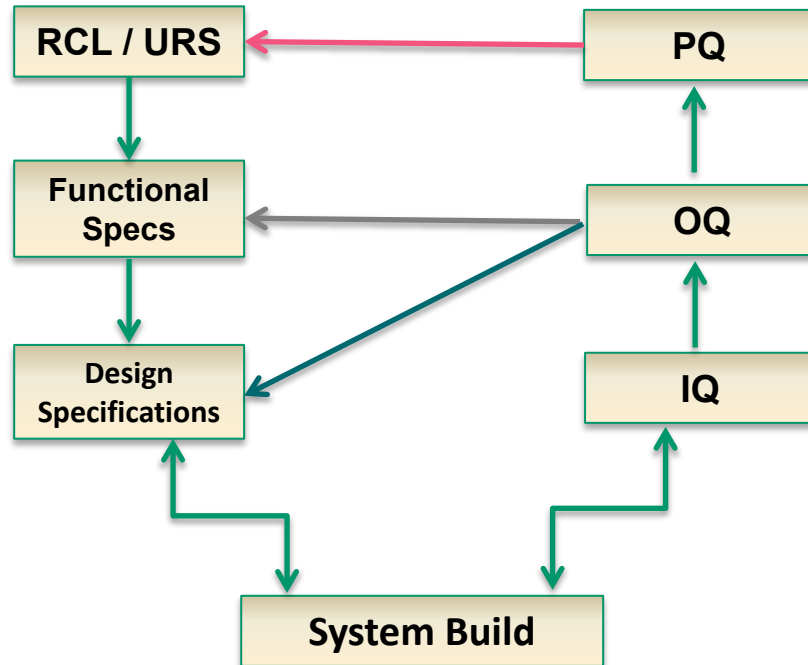 RCL / URS
PQ
Functional
Specs
OQ
Design
Specifications
IQ
System Build